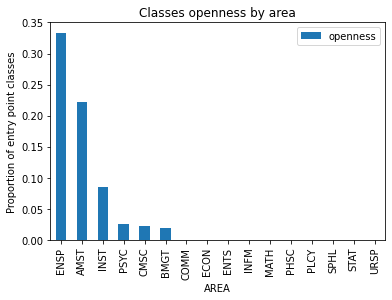 Classes openness by area
openness
Proportion of entry point classes
0.35
0.30
0.25
0.20
0.15
0.10
0.05
0.00
ENSP
AMST
INST
PSYC
CMSC
BMGT
COMM
ECON
ENTS
INFM
MATH
PHSC
PLCY
SPHL
STAT
URSP
AREA